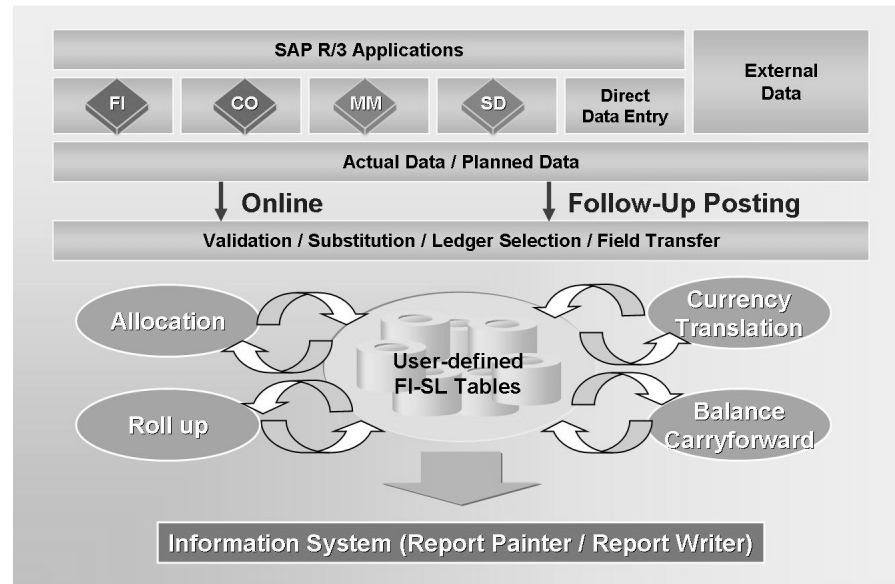 SAP R/3 Applications
External
Data
FI
CO
MM
SD
Direct
Data Entry
Actual Data / Planned Data
Online
Follow-Up Posting
Validation / Substitution / Ledger Selection / Field Transfer
Allocation
Currency
Translation
User-defined
FI-SL Tables
Roll up
Balance
Carryforward
Information System (Report Painter / Report Writer)